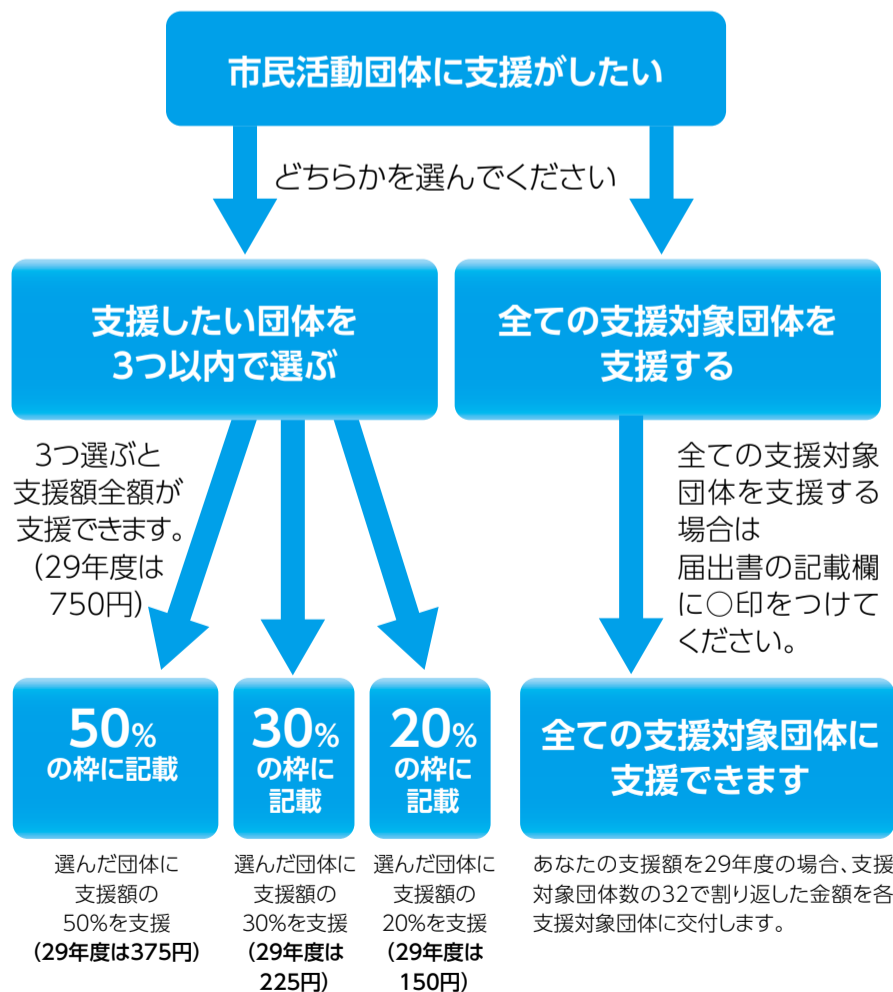 市民活動団体に支援がしたい
どちらかを選んでください
支援したい団体を
3つ以内で選ぶ
全ての支援対象団体を
支援する
3つ選ぶと
支援額全額が
支援できます。
(29年度は
750円)
全ての支援対象
団体を支援する
場合は
届出書の記載欄
に○印をつけて
ください。
50%
の枠に記載
30%
の枠に
記載
20%
の枠に
記載
全ての支援対象団体に
支援できます
選んだ団体に
支援額の
50%を支援
(29年度は375円)
選んだ団体に
支援額の
30%を支援
(29年度は
225円)
選んだ団体に
支援額の
20%を支援
(29年度は
150円)
あなたの支援額を29年度の場合、支援
対象団体数の32で割り返した金額を各
支援対象団体に交付します。